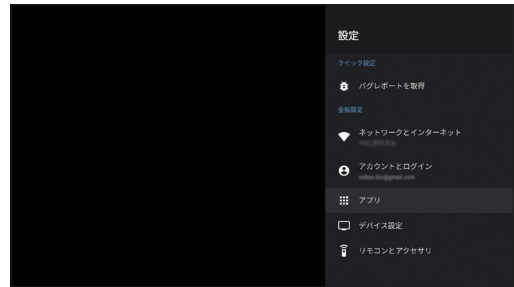 設定
クイック設定
バグレポートを取得
全般設定
ネットワークとインターネット
アカウントとログイン
アプリ
デバイス設定
リモコンとアクセサリ